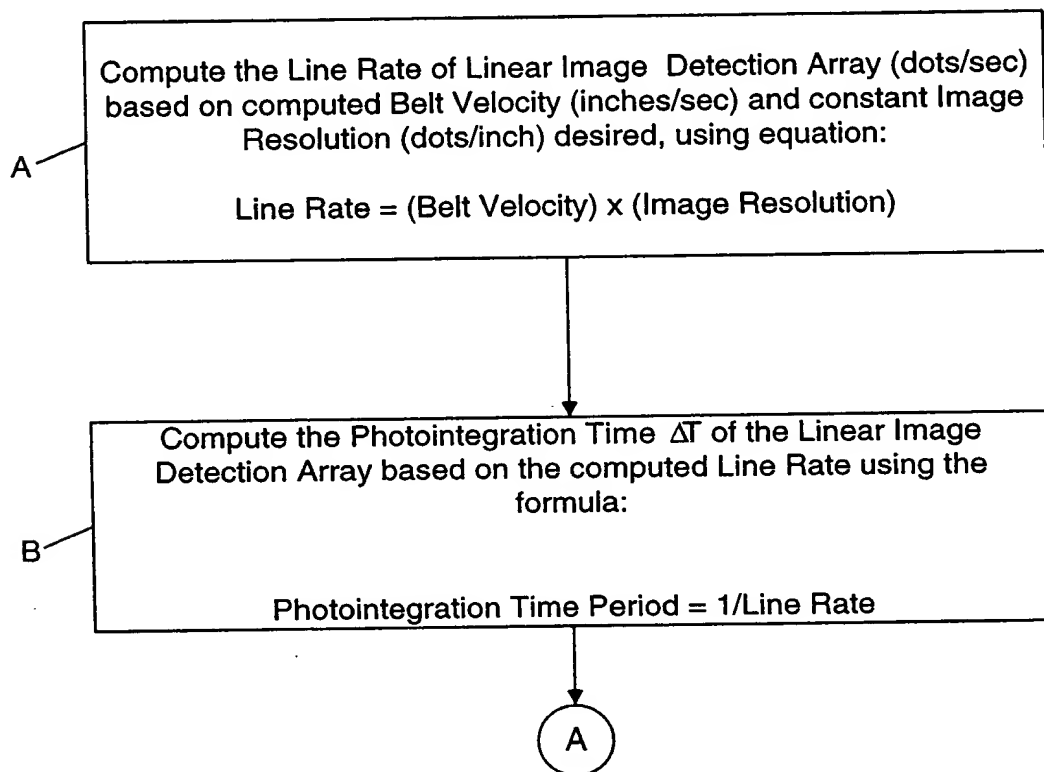 Compute the Line Rate of Linear Image Detection Array (dots/sec)
based on computed Belt Velocity (inches/sec) and constant Image
Resolution (dots/inch) desired, using equation:
A
Line Rate = (Belt Velocity) x (Image Resolution)
Compute the Photointegration Time ΔT of the Linear Image
Detection Array based on the computed Line Rate using the
formula:
B
Photointegration Time Period = 1/Line Rate
A